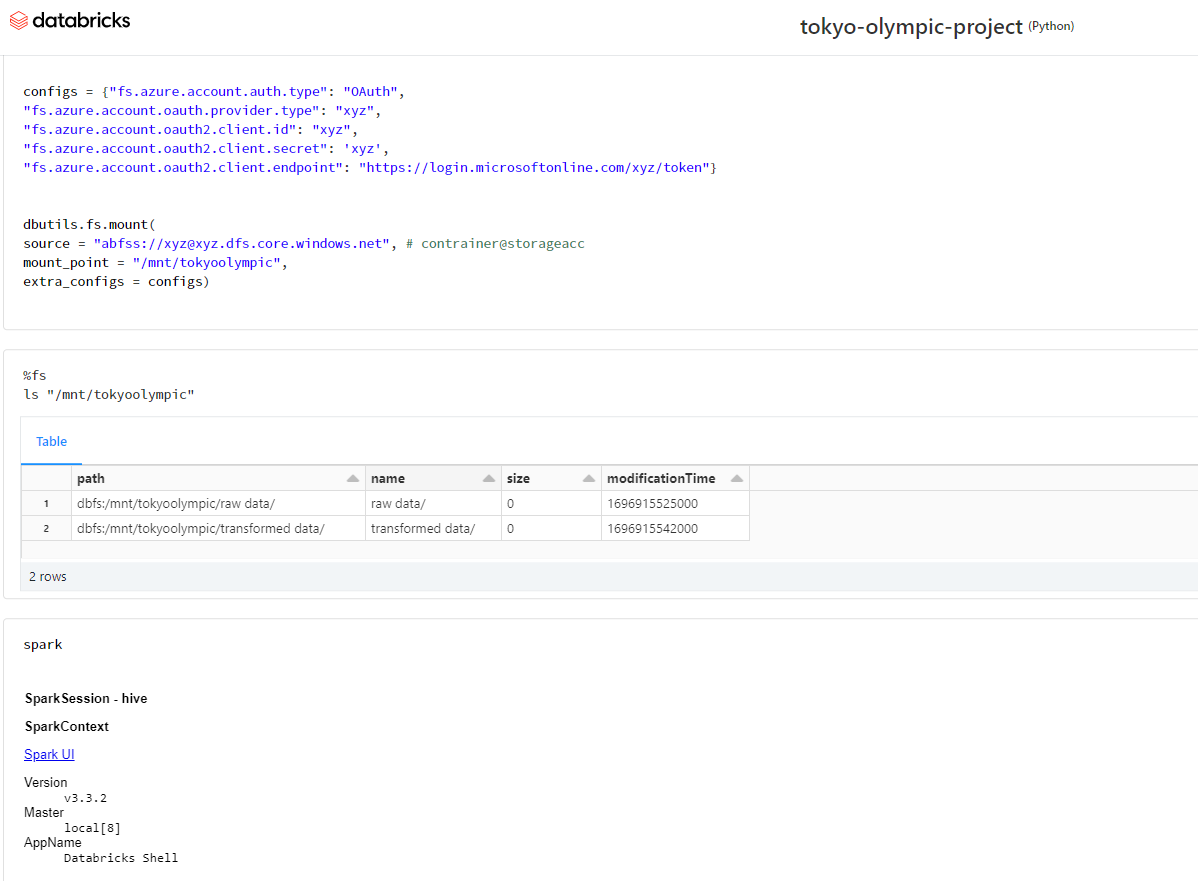 databricks
tokyo-olympic-project (Python)
configs = {"fs.azure.account.auth.type": "OAuth",
"fs.azure.account.oauth.provider.type": "xyz",
"fs.azure.account.oauth2.client.id": "xyz",
"fs.azure.account.oauth2.client.secret": 'xyz',
"fs.azure.account.oauth2.client.endpoint": "https://login.microsoftonline.com/xyz/token"}
dbutils.fs.mount(
source = "abfss://xyz@xyz.dfs.core.windows.net", # contrainer@storageacc
mount_point = "/mnt/tokyoolympic",
extra_configs = configs)
%fs
ls "/mnt/tokyoolympic"
Table
path name size modificationTime
1 dbfs:/mnt/tokyoolympic/raw data/ raw data/ 0 1696915525000
2 dbfs:/mnt/tokyoolympic/transformed data/ transformed data/ 0 1696915542000
2 rows
spark
SparkSession - hive
SparkContext
Spark UI
Version
v3.3.2
Master
local[8]
AppName
Databricks Shell